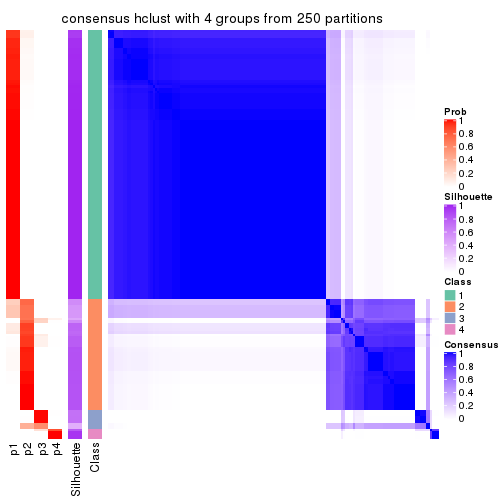 consensus hclust with 4 groups from 250 partitions
Prob
1
0.8
0.6
0.4
0.2
0
Silhouette
1
0.8
0.6
0.4
0.2
0
Class
1
2
3
4
Consensus
1
0.8
0.6
0.4
0.2
0
p1
p2
p3
p4
Silhouette
Class